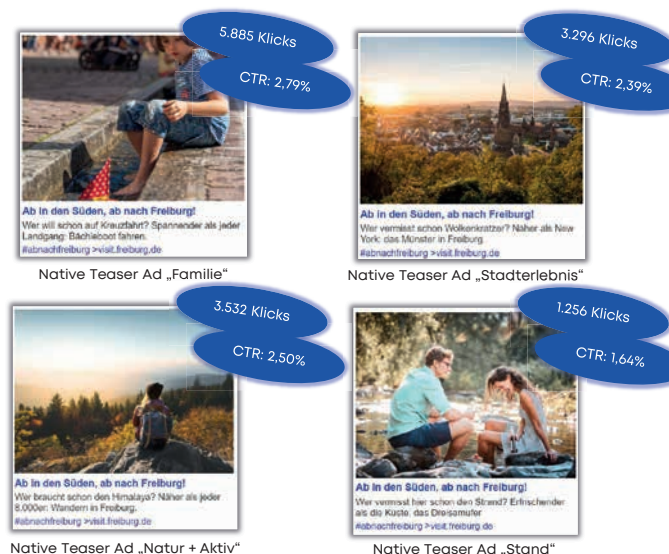 5.885 Klicks
CTR: 2,79%
Ab in den Süden, ab nach Freiburg!
Wer will schon auf Kreuzfahrt? Spannender als jeder
Landgang: Bächleboot fahren.
#abnachfreiburg >visit.freiburg.de
Native Teaser Ad „Familie“
3.296 Klicks
CTR: 2,39%
Ab in den Süden, ab nach Freiburg!
Wer vermisst schon Wolkenkratzer? Näher als New
York: das Münster in Freiburg
#abnachfreiburg >visit.freiburg.de
Native Teaser Ad „Stadterlebnis“
3.532 Klicks
CTR: 2,50%
Ab in den Süden, ab nach Freiburg!
Wer braucht schon den Himalaya? Näher als jeder
8.000er: Wandern in Freiburg.
#abnachfreiburg >visit.freiburg.de
Native Teaser Ad „Natur + Aktiv“
1.256 Klicks
CTR: 1,64%
Ab in den Süden, ab nach Freiburg!
Wer vermisst hier schon den Strand? Erfrischender
als die Küste: das Dreisamufer
#abnachfreiburg >visit.freiburg.de
Native Teaser Ad „Stand“